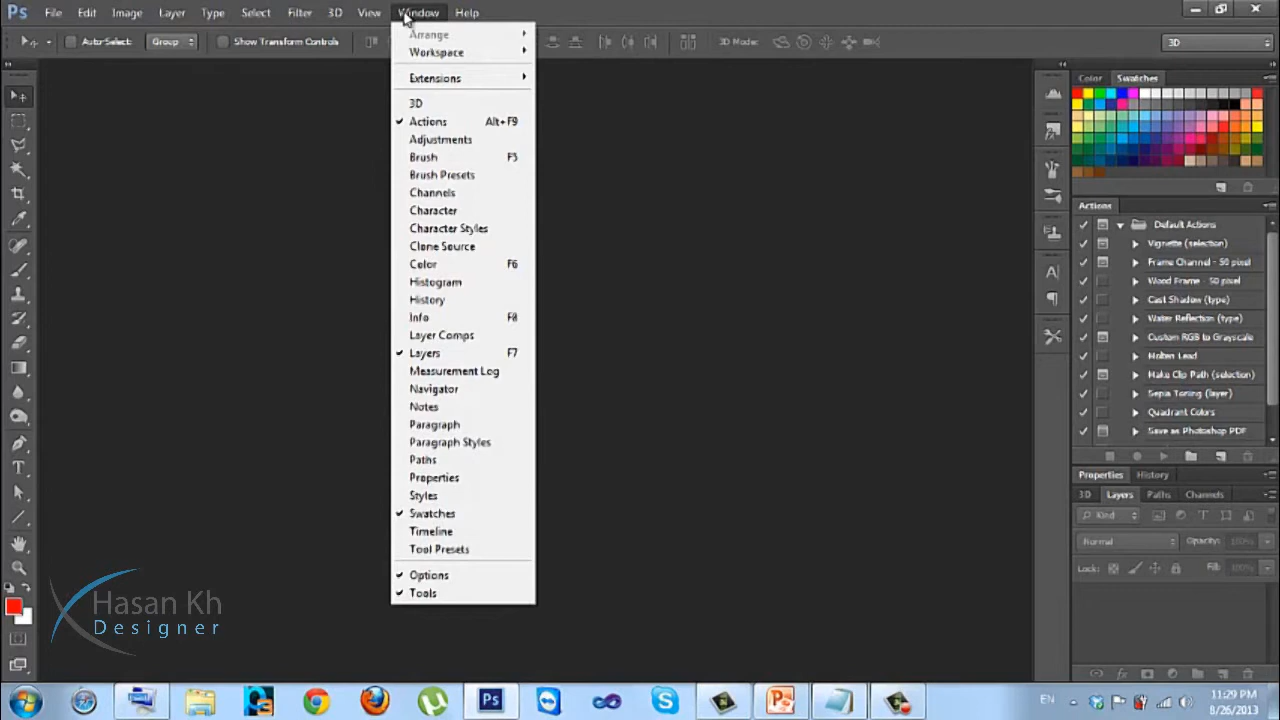 Ps File Edit Image Layer Type Select Filter 3D View Window Help
Auto-Select: Group Show Transform Controls 3D Mode: 3D
Arrange
Workspace
Extensions
3D
Actions Alt+F9
Adjustments
Brush F5
Brush Presets
Channels
Character
Character Styles
Clone Source
Color F6
Histogram
History
Info F8
Layer Comps
Layers F7
Measurement Log
Navigator
Notes
Paragraph
Paragraph Styles
Paths
Properties
Styles
Swatches
Timeline
Tool Presets
Options
Tools
Color Swatches
Actions
Default Actions
Vignette (selection)
Frame Channel - 50 pixel
Wood Frame - 50 pixel
Cast Shadow (type)
Water Reflection (type)
Custom RGB to Grayscale
Molten Lead
Make Clip Path (selection)
Sepia Toning (layer)
Quadrant Colors
Save as Photoshop PDF
Properties History
3D Layers Paths Channels
Kind
Normal Opacity: 100%
Lock: Fill: 100%
Hasan Kh
Designer
Ps
EN
11:29 PM
8/26/2013